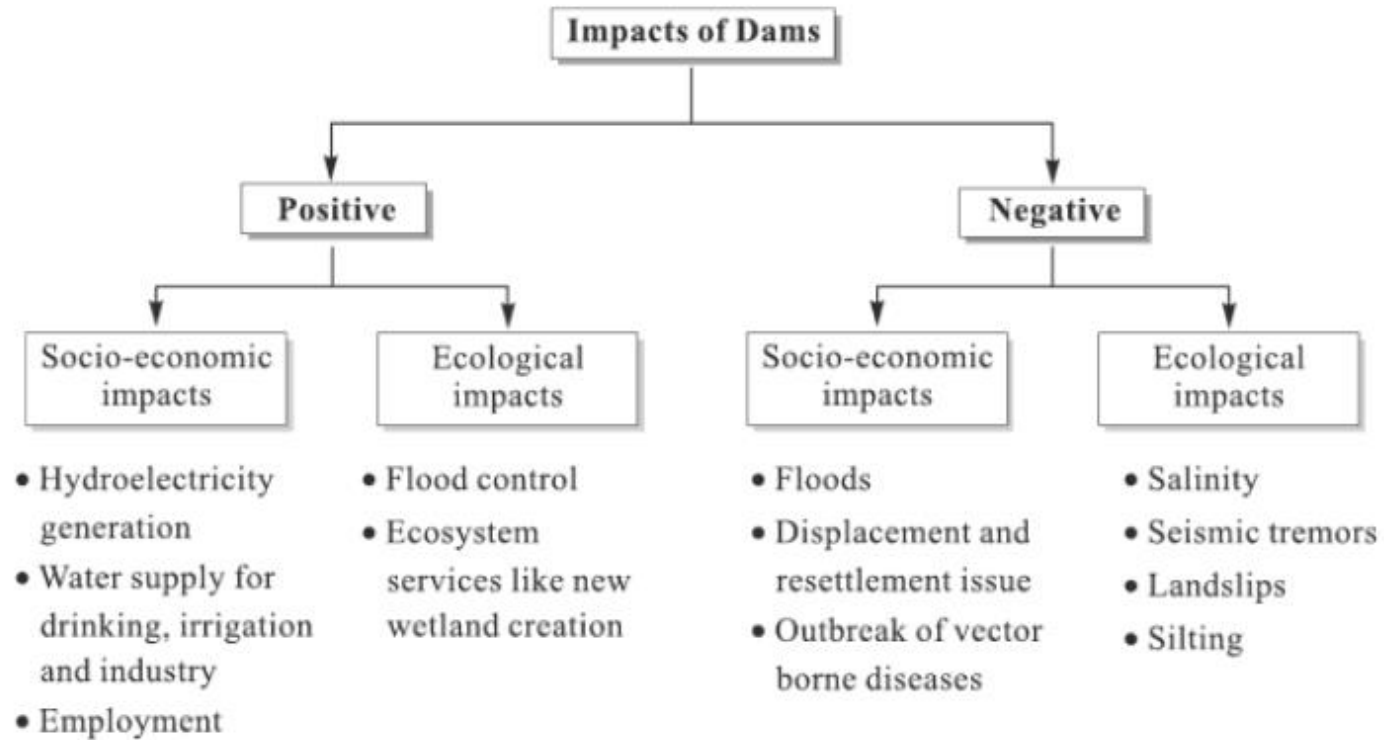 Impacts of Dams
Positive
Negative
Socio-economic
impacts
Ecological
impacts
Socio-economic
impacts
Ecological
impacts
• Hydroelectricity
generation
• Water supply for
drinking, irrigation
and industry
• Employment
• Flood control
• Ecosystem
services like new
wetland creation
• Floods
• Displacement and
resettlement issue
• Outbreak of vector
borne diseases
• Salinity
• Seismic tremors
• Landslips
• Silting